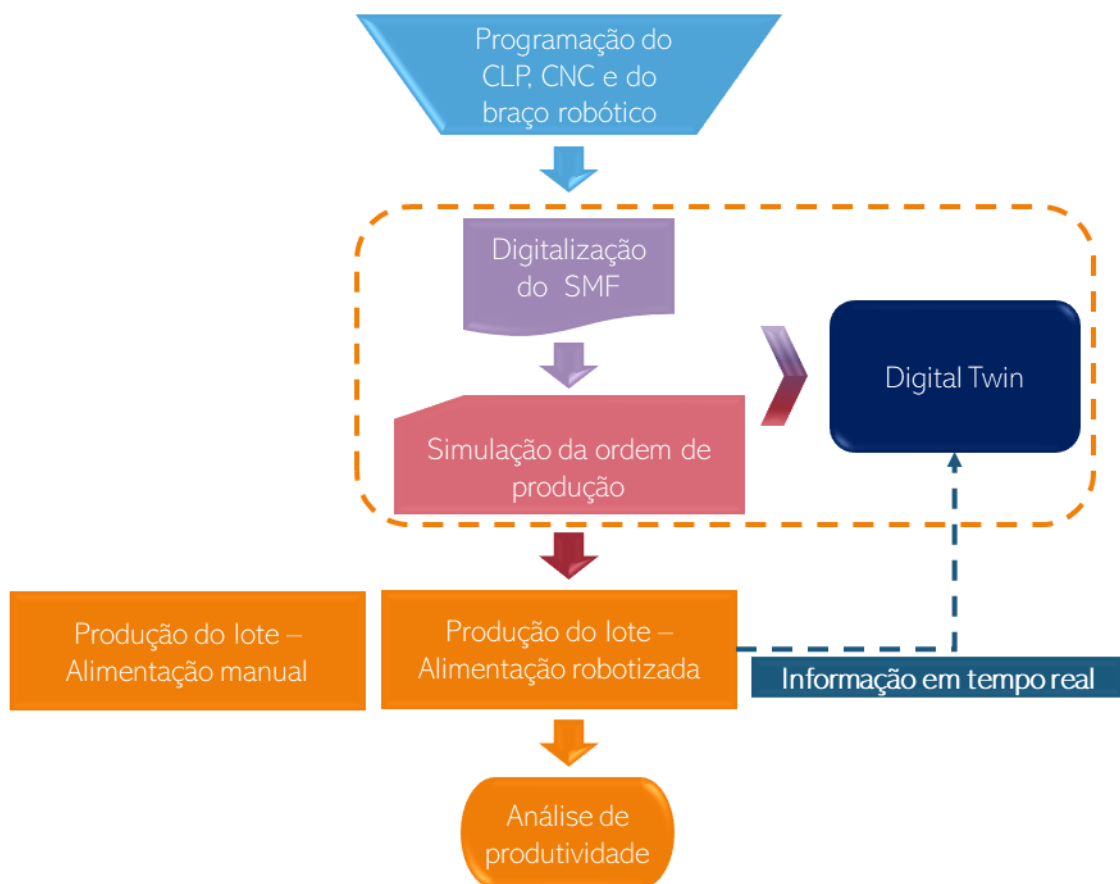 Programação do
CLP, CNC e do
braço robótico
Digitalização
do SMF
Digital Twin
Simulação da ordem de
produção
Produção do lote –
Alimentação manual
Produção do lote –
Alimentação robotizada
Informação em tempo real
Análise de
produtividade